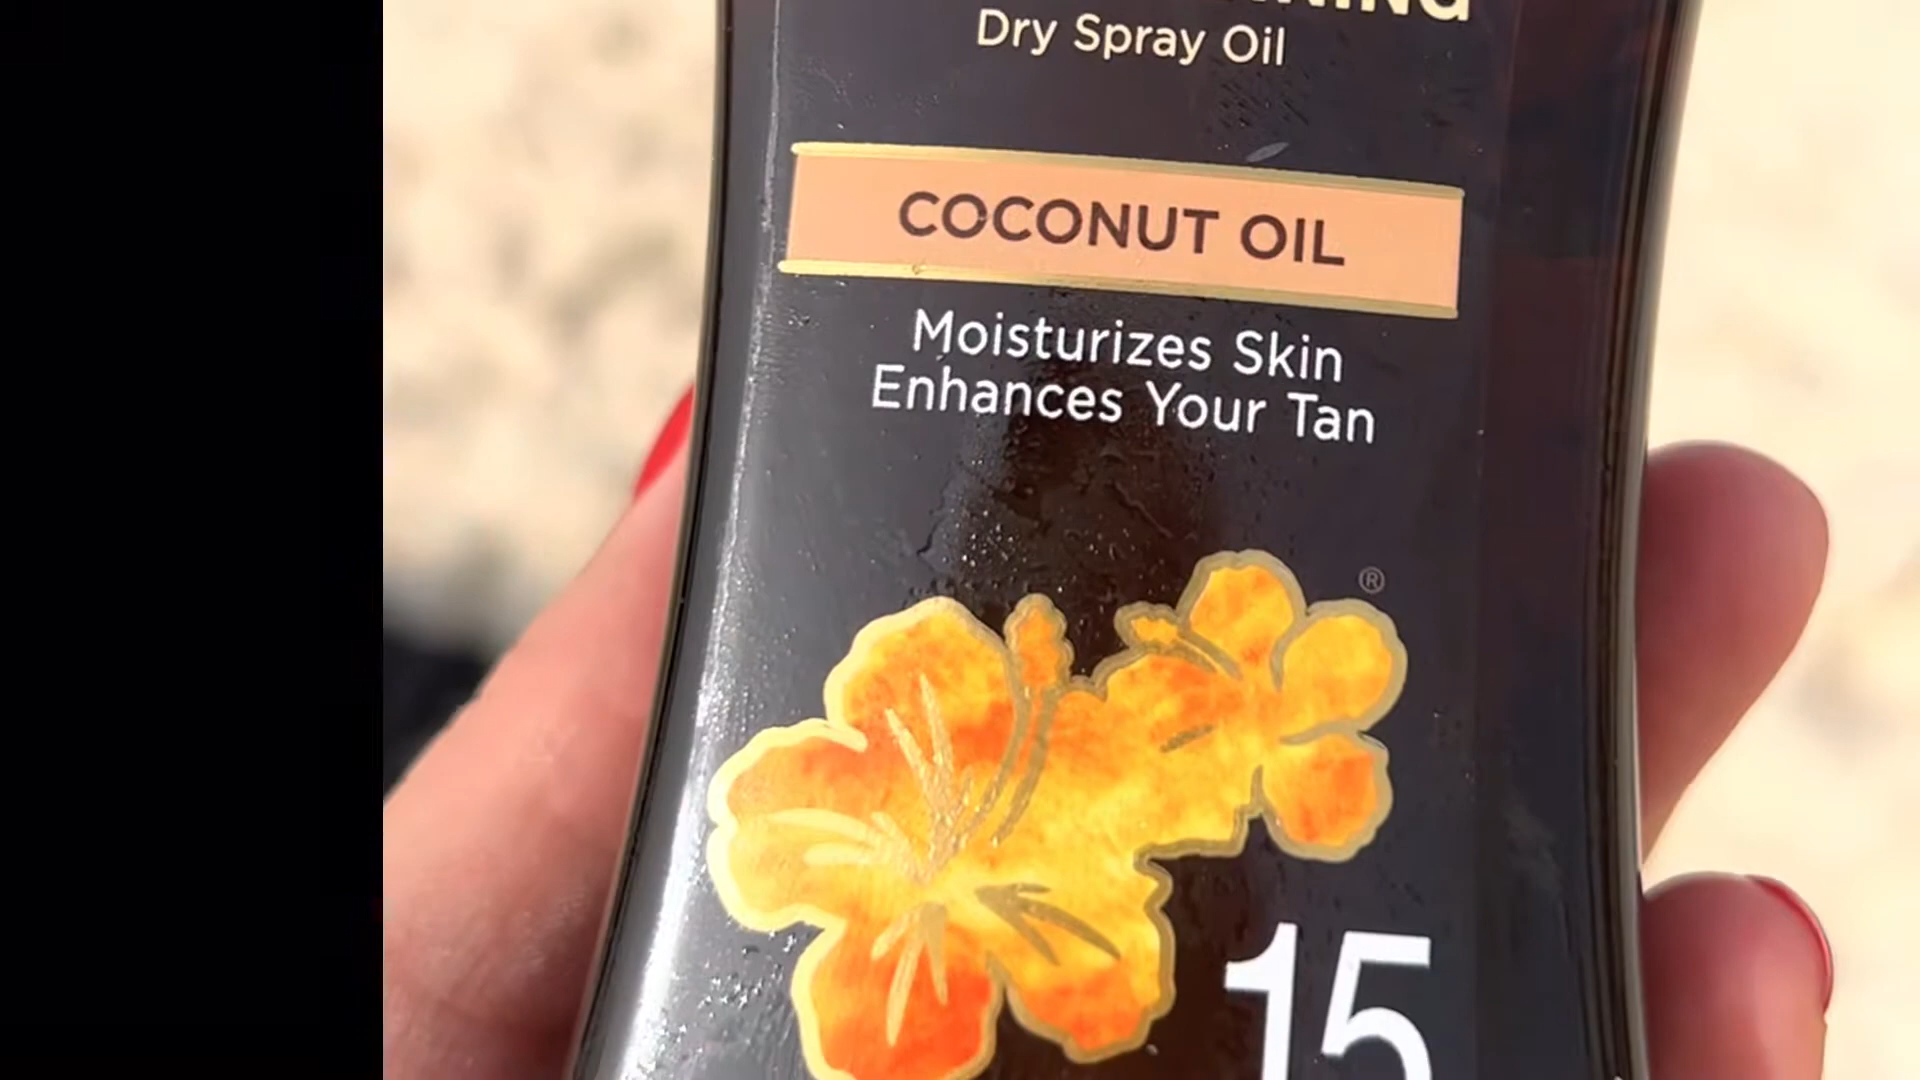 Dry Spray Oil
COCONUT OIL
Moisturizes Skin
Enhances Your Tan
®
15